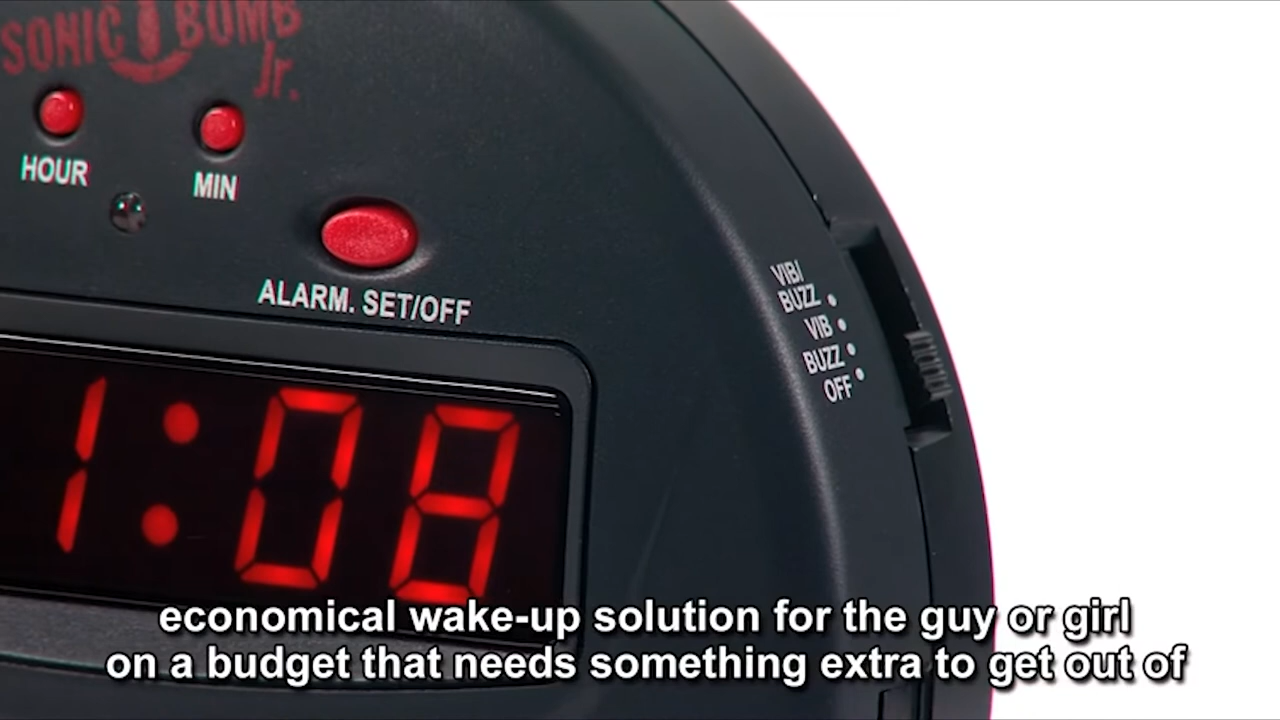 SONIC BOMB
Jr.
HOUR
MIN
ALARM. SET/OFF
VIB/
BUZZ
VIB
BUZZ
OFF
1:08
economical wake-up solution for the guy or girl
on a budget that needs something extra to get out of